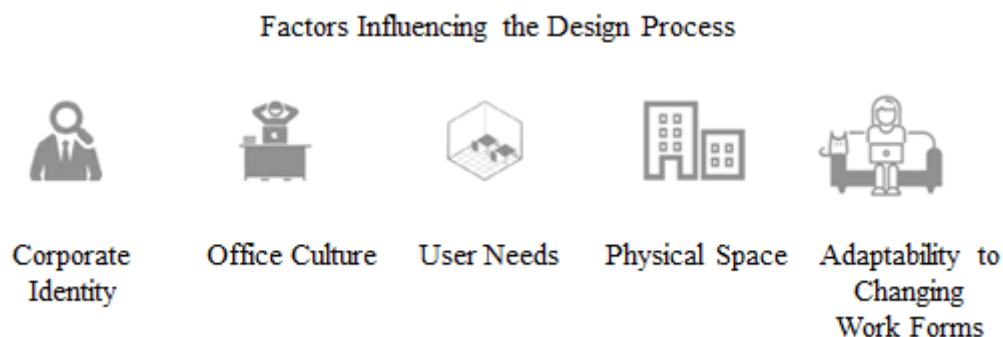 Factors Influencing the Design Process
Corporate
Identity
Office Culture
User Needs
Physical Space
Adaptability to
Changing
Work Forms